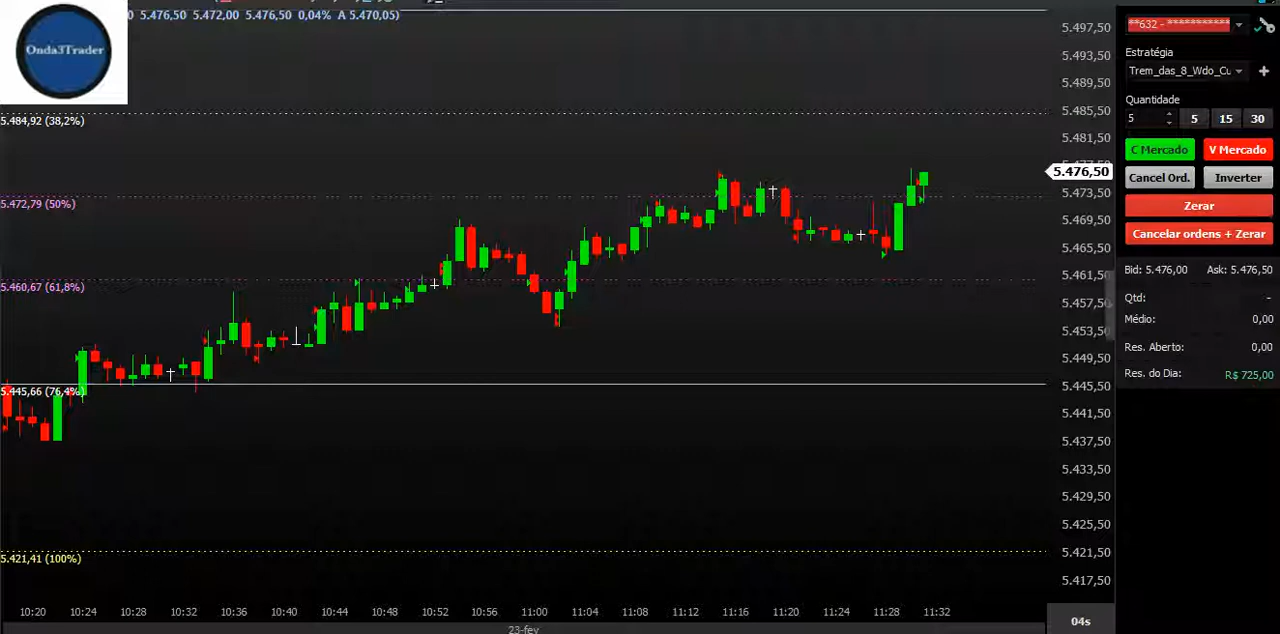 Onda3Trader
0 5.476,50 5.472,00 5.476,50 0,04% A 5.470,05)
5.484,92 (38,2%)
5.472,79 (50%)
5.460,67 (61,8%)
5.445,66 (76,4%)
5.421,41 (100%)
5.497,50
5.493,50
5.489,50
5.485,50
5.481,50
5.476,50
5.473,50
5.469,50
5.465,50
5.461,50
5.457,50
5.453,50
5.449,50
5.445,50
5.441,50
5.437,50
5.433,50
5.429,50
5.425,50
5.421,50
5.417,50
10:20 10:24 10:28 10:32 10:36 10:40 10:44 10:48 10:52 10:56 11:00 11:04 11:08 11:12 11:16 11:20 11:24 11:28 11:32
23-fev
04s
**632 - ***********
Estratégia
Trem_das_8_Wdo_Cu
Quantidade
5 5 15 30
C Mercado V Mercado
Cancel Ord. Inverter
Zerar
Cancelar ordens + Zerar
Bid: 5.476,00 Ask: 5.476,50
Qtd: -
Médio: 0,00
Res. Aberto: 0,00
Res. do Dia: R$ 725,00